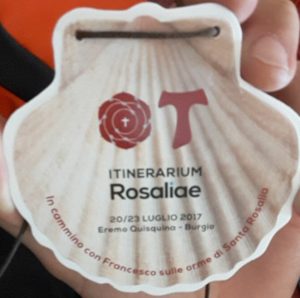 ITINERARIUM
Rosaliae
20/23 LUGLIO 2017
Eremo Quisquina - Burgio
In cammino con Francesco sulle orme di Santa Rosalia